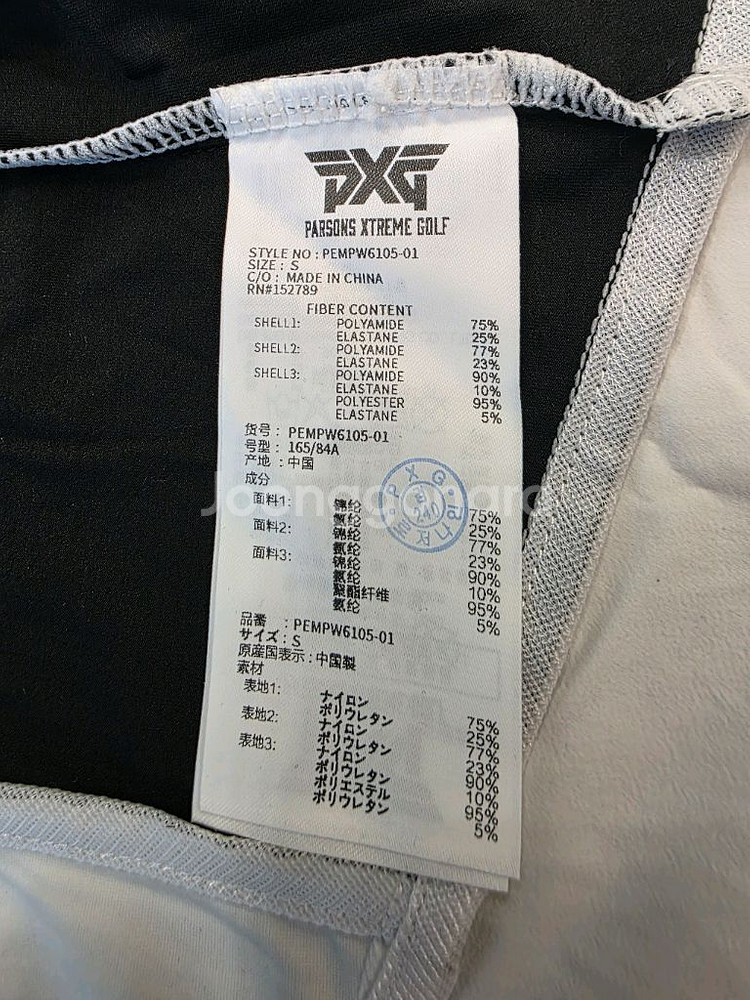 PXG
PARSONS XTREME GOLF
STYLE NO : PEMPW6105-01
SIZE : S
C/O : MADE IN CHINA
RN#152789
FIBER CONTENT
SHELL1: POLYAMIDE 75%
ELASTANE 25%
SHELL2: POLYAMIDE 77%
ELASTANE 23%
SHELL3: POLYAMIDE 90%
ELASTANE 10%
POLYESTER 95%
ELASTANE 5%
货号 : PEMPW6105-01
号型 : 165/84A
产地 : 中国
成分
面料1: 锦纶 75%
氨纶 25%
面料2: 锦纶 77%
氨纶 23%
面料3: 锦纶 90%
氨纶 10%
聚酯纤维 95%
氨纶 5%
P X G
240
品番 : PEMPW6105-01
サイズ : S
原産国表示 : 中国製
素材
表地1: ナイロン 75%
ポリウレタン 25%
表地2: ナイロン 77%
ポリウレタン 23%
表地3: ナイロン 90%
ポリウレタン 10%
ポリエステル 95%
ポリウレタン 5%
Joonggonara